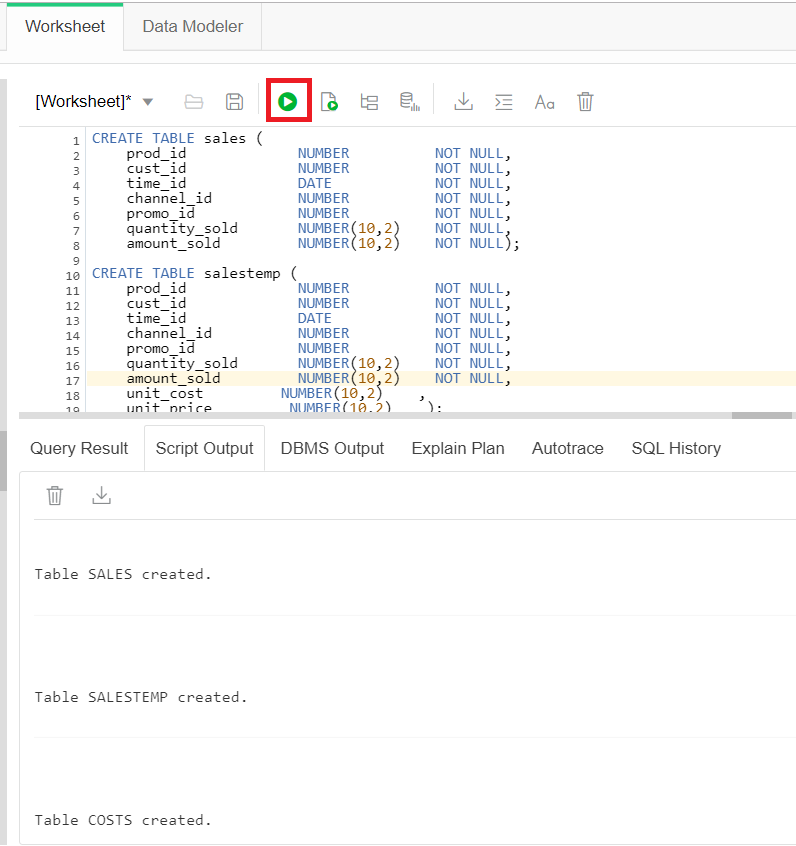 Worksheet Data Modeler
[Worksheet]* Aa
1 CREATE TABLE sales (
2 prod_id NUMBER NOT NULL,
3 cust_id NUMBER NOT NULL,
4 time_id DATE NOT NULL,
5 channel_id NUMBER NOT NULL,
6 promo_id NUMBER NOT NULL,
7 quantity_sold NUMBER(10,2) NOT NULL,
8 amount_sold NUMBER(10,2) NOT NULL);
9
10 CREATE TABLE salestemp (
11 prod_id NUMBER NOT NULL,
12 cust_id NUMBER NOT NULL,
13 time_id DATE NOT NULL,
14 channel_id NUMBER NOT NULL,
15 promo_id NUMBER NOT NULL,
16 quantity_sold NUMBER(10,2) NOT NULL,
17 amount_sold NUMBER(10,2) NOT NULL,
18 unit_cost NUMBER(10,2) ,
19 unit_price NUMBER(10,2) );
Query Result Script Output DBMS Output Explain Plan Autotrace SQL History
Table SALES created.
Table SALESTEMP created.
Table COSTS created.